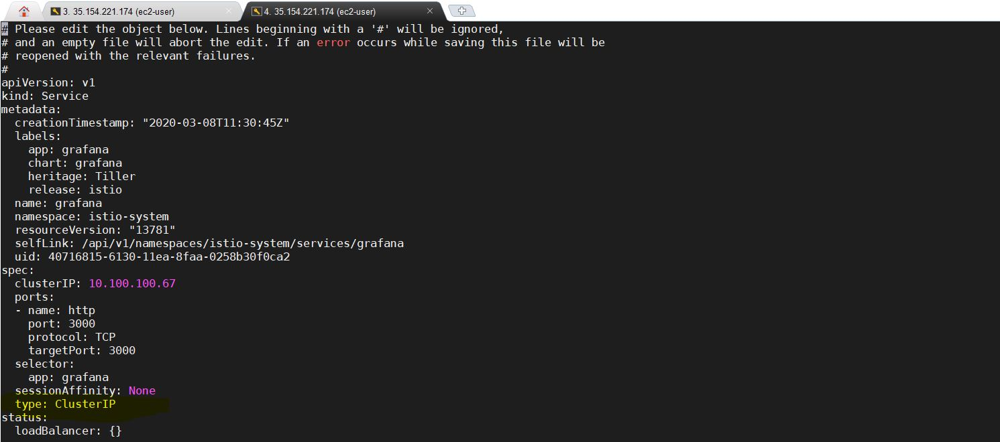 3. 35.154.221.174 (ec2-user)
4. 35.154.221.174 (ec2-user)
# Please edit the object below. Lines beginning with a '#' will be ignored,
# and an empty file will abort the edit. If an error occurs while saving this file will be
# reopened with the relevant failures.
#
apiVersion: v1
kind: Service
metadata:
  creationTimestamp: "2020-03-08T11:30:45Z"
  labels:
    app: grafana
    chart: grafana
    heritage: Tiller
    release: istio
  name: grafana
  namespace: istio-system
  resourceVersion: "13781"
  selfLink: /api/v1/namespaces/istio-system/services/grafana
  uid: 40716815-6130-11ea-8faa-0258b30f0ca2
spec:
  clusterIP: 10.100.100.67
  ports:
  - name: http
    port: 3000
    protocol: TCP
    targetPort: 3000
  selector:
    app: grafana
  sessionAffinity: None
  type: ClusterIP
status:
  loadBalancer: {}